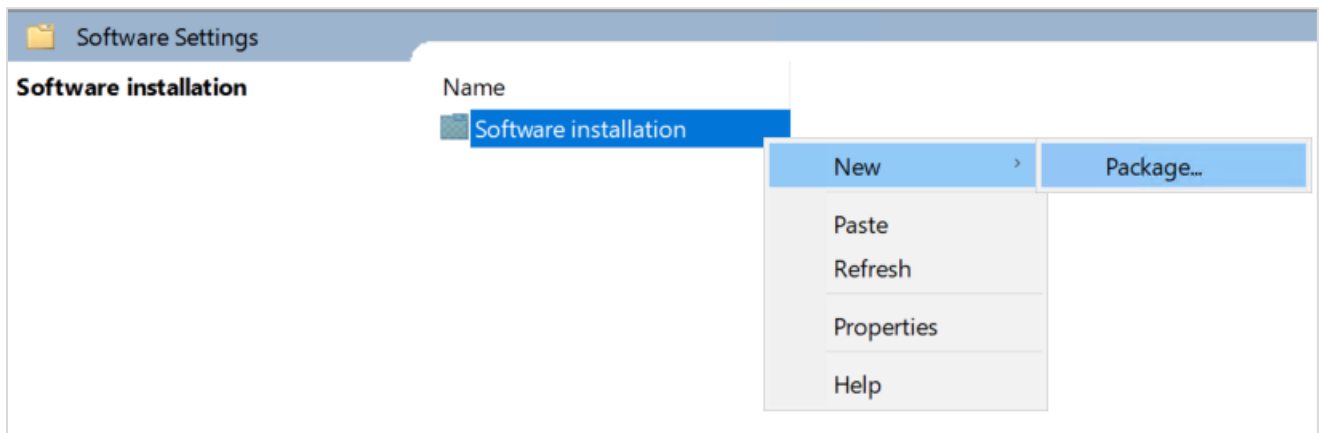 Software Settings
Software installation
Name
Software installation
New
Package...
Paste
Refresh
Properties
Help